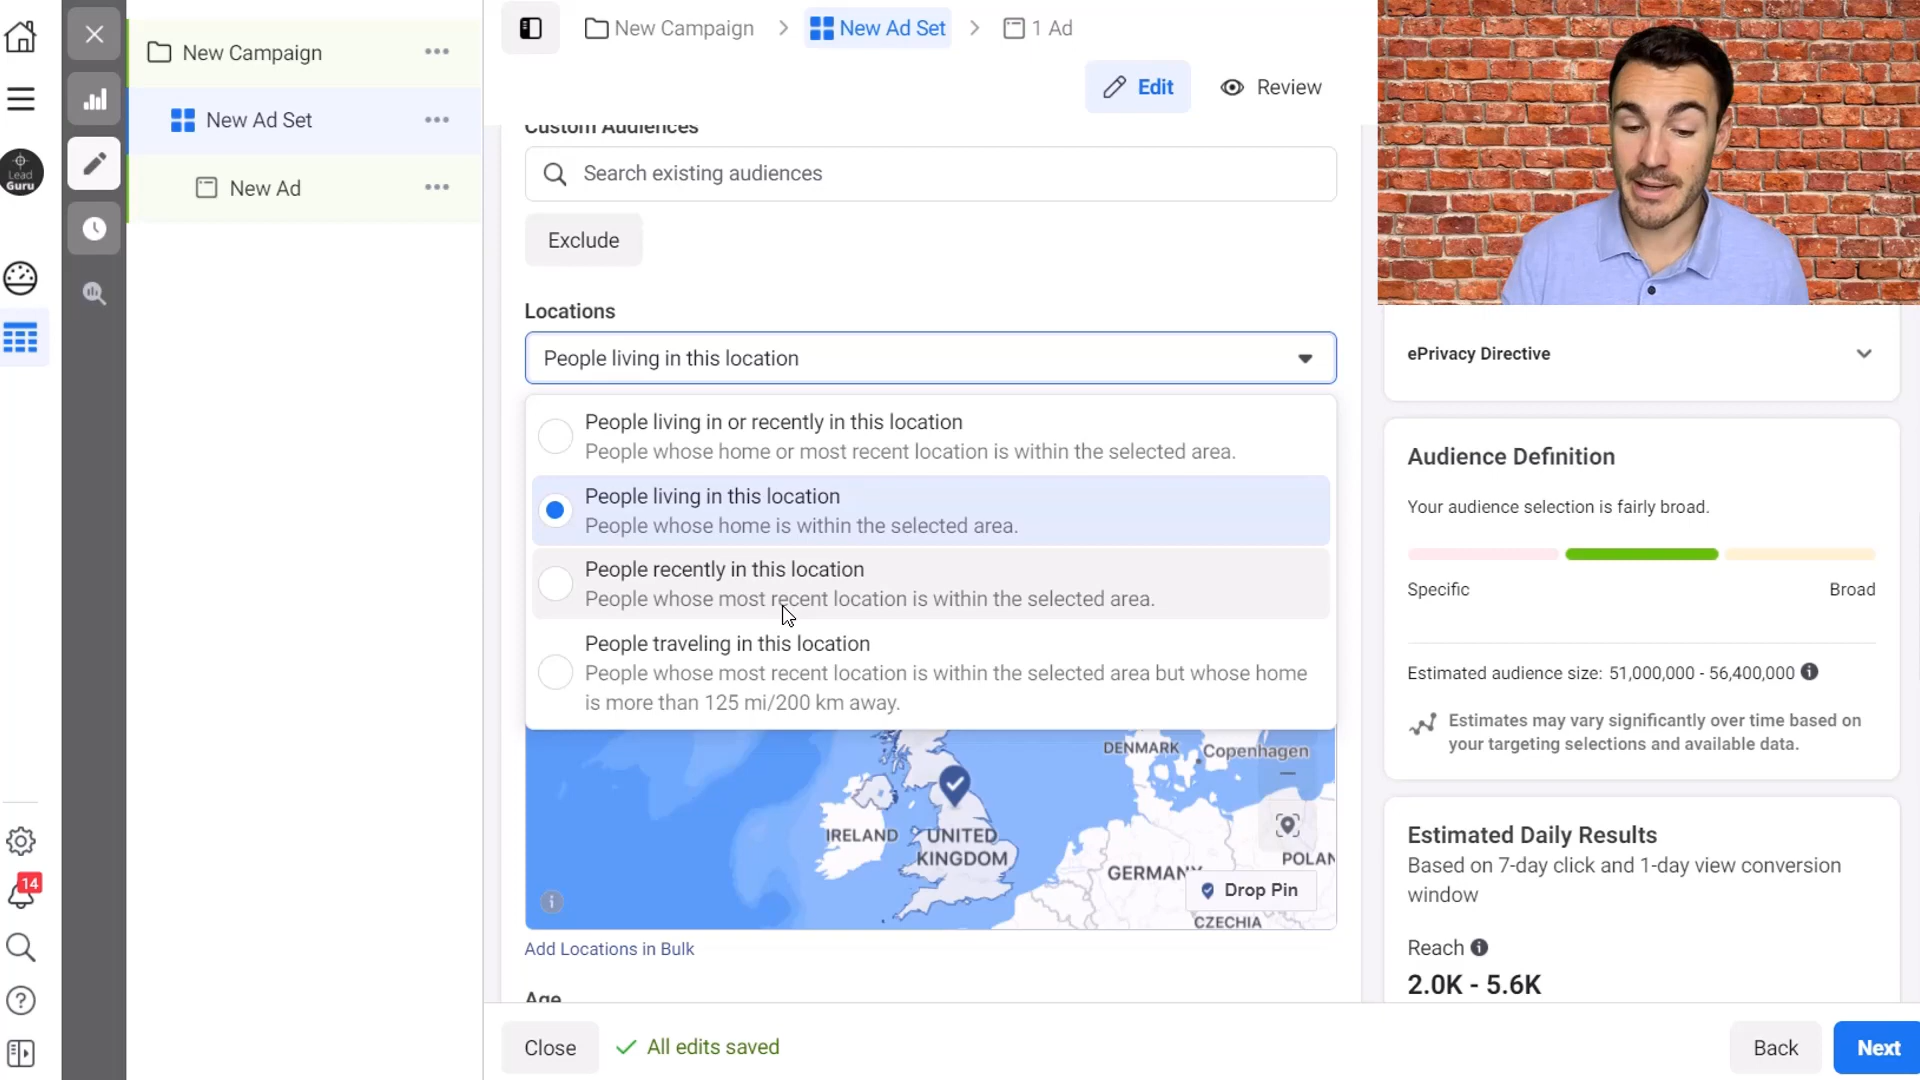 New Campaign
New Ad Set
New Ad
Lead
Guru
14
New Campaign
New Ad Set
1 Ad
Edit
Review
Custom Audiences
Search existing audiences
Exclude
Locations
People living in this location
People living in or recently in this location
People whose home or most recent location is within the selected area.
People living in this location
People whose home is within the selected area.
People recently in this location
People whose most recent location is within the selected area.
People traveling in this location
People whose most recent location is within the selected area but whose home
is more than 125 mi/200 km away.
DENMARK
Copenhagen
IRELAND
UNITED
KINGDOM
GERMANY
POLAN
CZECHIA
Drop Pin
Add Locations in Bulk
Age
Close
All edits saved
Back
Next
ePrivacy Directive
Audience Definition
Your audience selection is fairly broad.
Specific
Broad
Estimated audience size: 51,000,000 - 56,400,000
Estimates may vary significantly over time based on
your targeting selections and available data.
Estimated Daily Results
Based on 7-day click and 1-day view conversion
window
Reach
2.0K - 5.6K